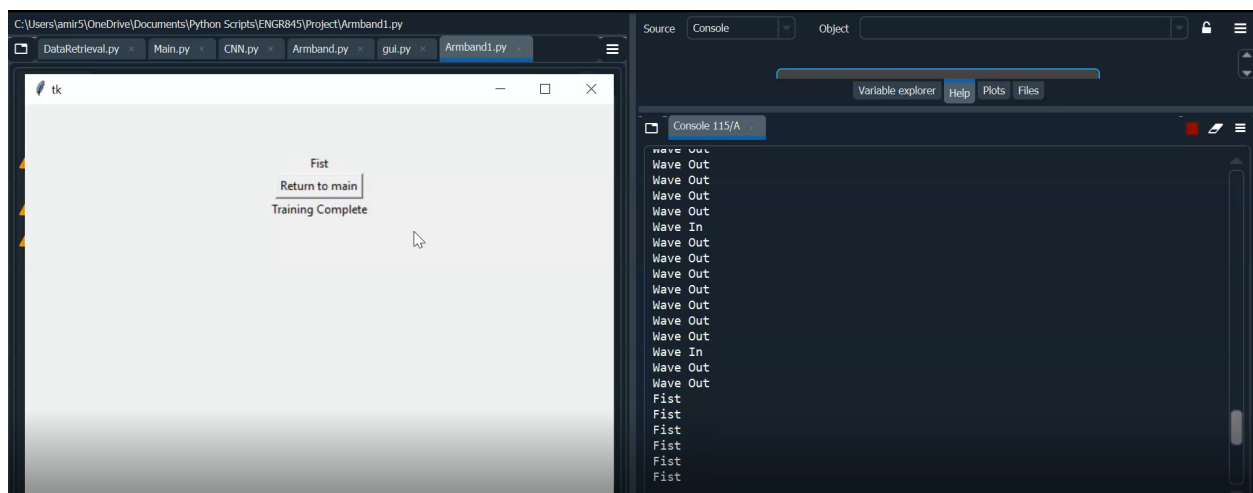 C:\Users\amir5\OneDrive\Documents\Python Scripts\ENGR845\Project\Armband1.py
DataRetrieval.py
Main.py
CNN.py
Armband.py
gui.py
Armband1.py
tk
Fist
Return to main
Training Complete
Source
Console
Object
Variable explorer
Help
Plots
Files
Console 115/A
Wave Out
Wave Out
Wave Out
Wave Out
Wave Out
Wave In
Wave Out
Wave Out
Wave Out
Wave Out
Wave Out
Wave Out
Wave Out
Wave In
Wave Out
Wave Out
Fist
Fist
Fist
Fist
Fist
Fist